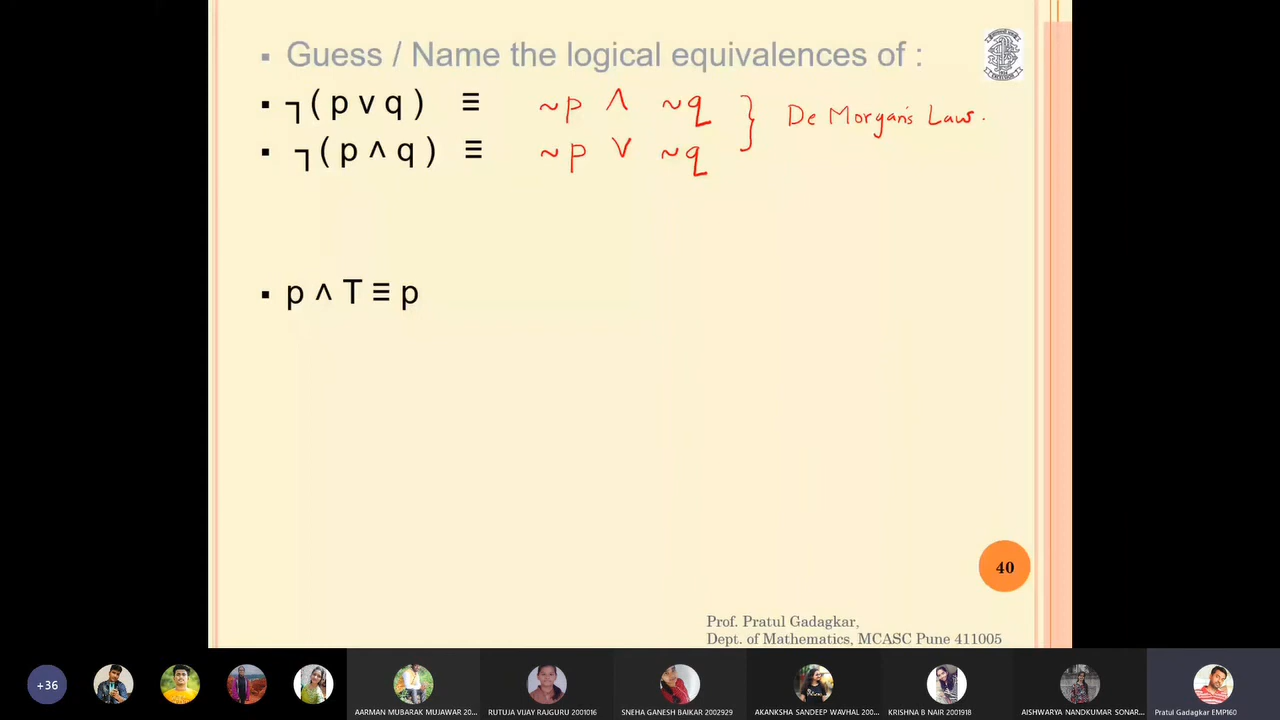 Guess / Name the logical equivalences of :
┐( p v q ) ≡ ~p ∧ ~q
┐( p ∧ q ) ≡ ~p ∨ ~q
De Morgan's Laws.
p ∧ T ≡ p
40
Prof. Pratul Gadagkar,
Dept. of Mathematics, MCASC Pune 411005
+36
AARMAN MUBARAK MUJAWAR 20...
RUTUJA VIJAY RAJGURU 2001016
SNEHA GANESH BAIKAR 2002929
AKANKSHA SANDEEP WAVHAL 200...
KRISHNA B NAIR 2001918
AISHWARYA NANDKUMAR SONAR...
Pratul Gadagkar EMP160